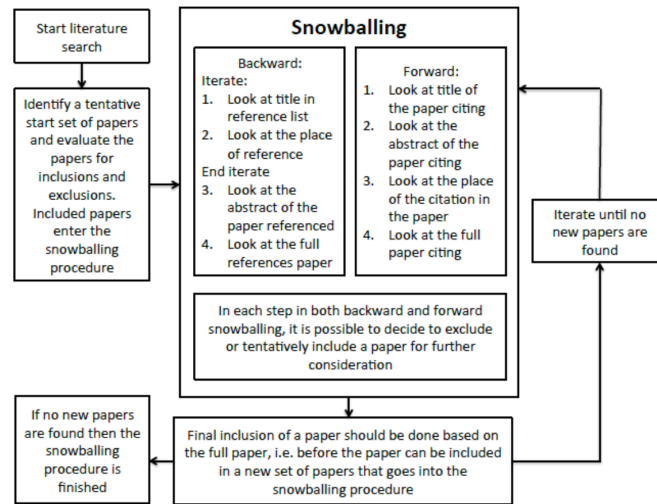 Start literature
search
Identify a tentative
start set of papers
and evaluate the
papers for
inclusions and
exclusions.
Included papers
enter the
snowballing
procedure
Snowballing
Backward:
Iterate:
1. Look at title in
reference list
2. Look at the place
of reference
End iterate
3. Look at the
abstract of the
paper referenced
4. Look at the full
references paper
Forward:
1. Look at title of
the paper citing
2. Look at the
abstract of the
paper citing
3. Look at the place
of the citation in
the paper
4. Look at the full
paper citing
In each step in both backward and forward
snowballing, it is possible to decide to exclude
or tentatively include a paper for further
consideration
Iterate until no
new papers are
found
If no new papers
are found then the
snowballing
procedure is
finished
Final inclusion of a paper should be done based on
the full paper, i.e. before the paper can be included
in a new set of papers that goes into the
snowballing procedure